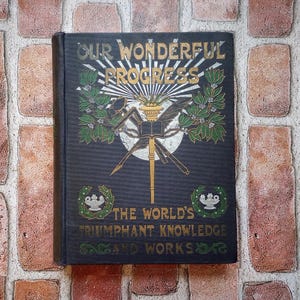 OUR WONDERFUL
PROGRESS
THE WORLD'S
TRIUMPHANT KNOWLEDGE
AND WORKS